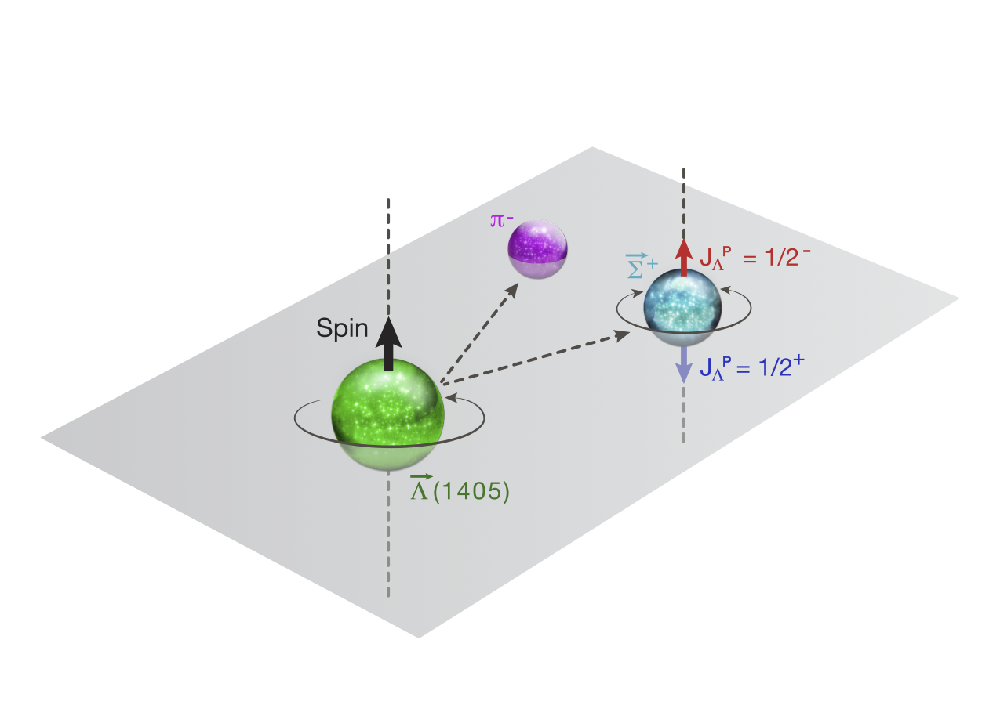 π⁻
J_Λ^P = 1/2⁻
Σ⃗⁺
Spin
J_Λ^P = 1/2⁺
Λ⃗(1405)